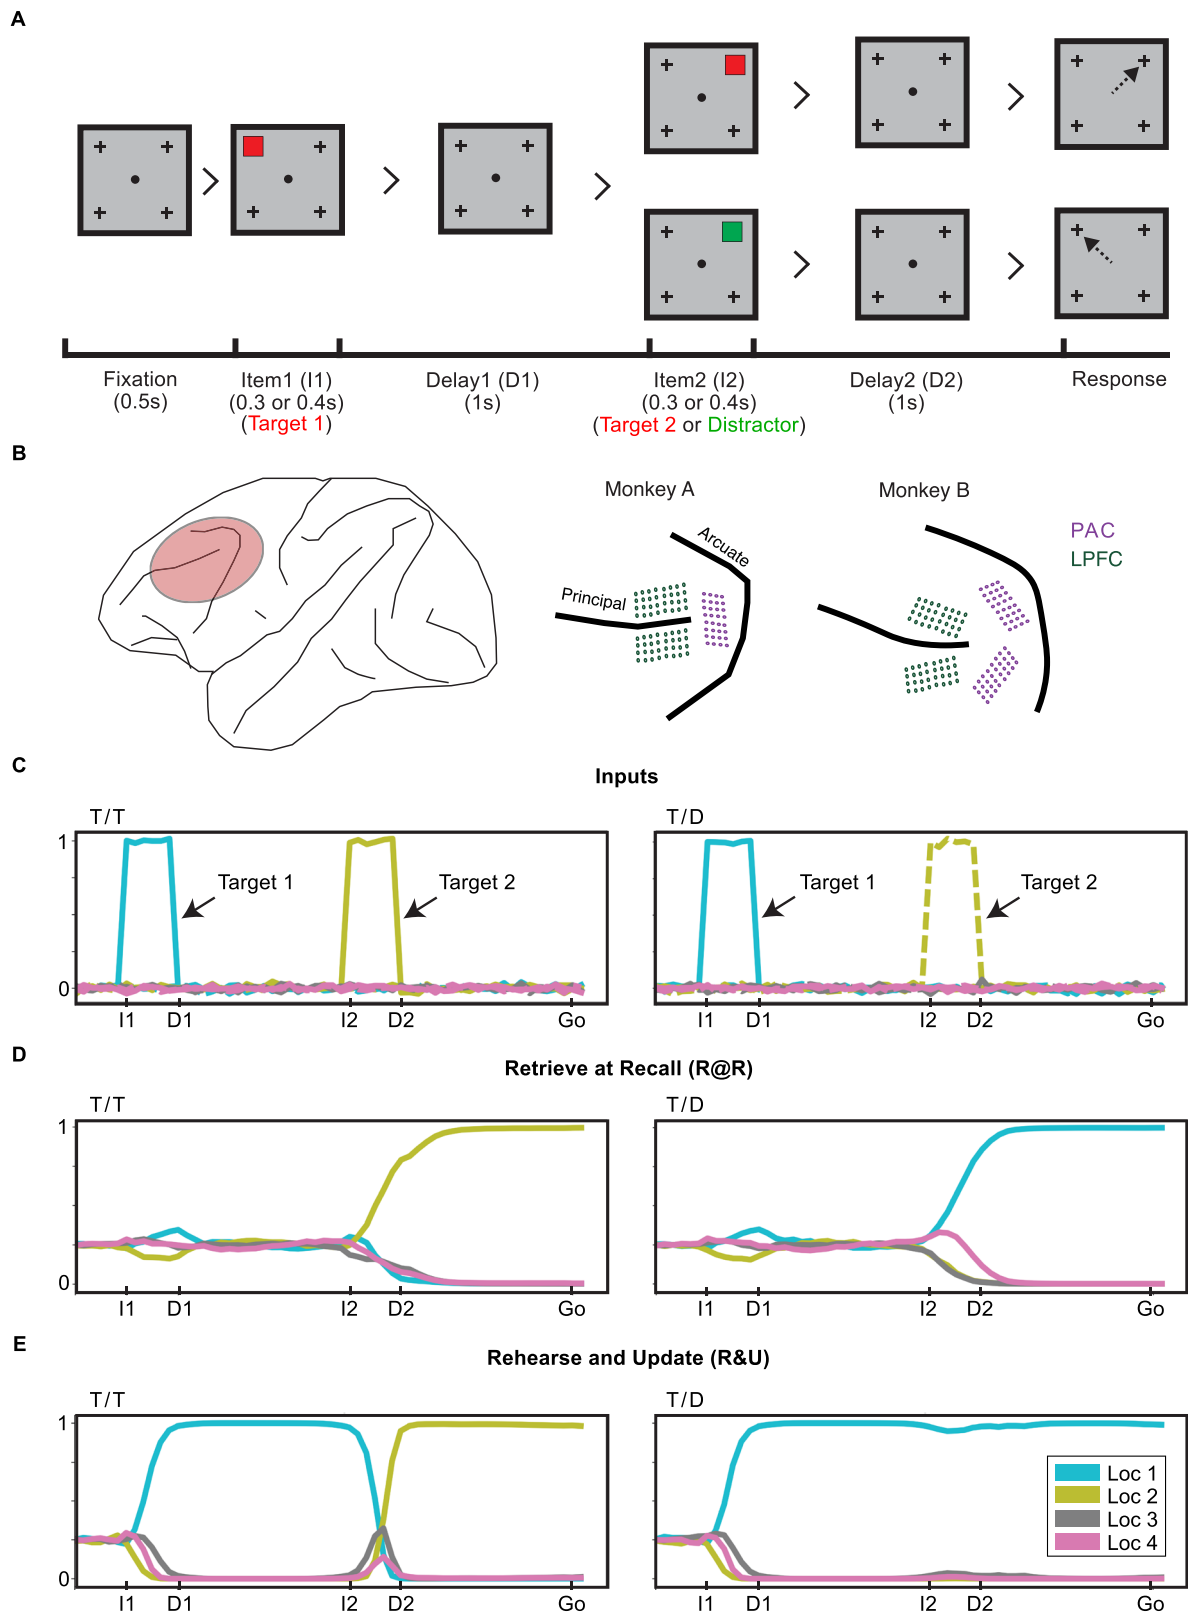 A
Fixation
(0.5s)
Item1 (I1)
(0.3 or 0.4s)
(Target 1)
Delay1 (D1)
(1s)
Item2 (I2)
(0.3 or 0.4s)
(Target 2 or Distractor)
Delay2 (D2)
(1s)
Response
B
Monkey A
Arcuate
Principal
Monkey B
PAC
LPFC
C
Inputs
T/T
1
0
Target 1
Target 2
I1
D1
I2
D2
Go
T/D
Target 1
Target 2
I1
D1
I2
D2
Go
D
Retrieve at Recall (R@R)
T/T
1
0
I1
D1
I2
D2
Go
T/D
I1
D1
I2
D2
Go
E
Rehearse and Update (R&U)
T/T
1
0
I1
D1
I2
D2
Go
T/D
Loc 1
Loc 2
Loc 3
Loc 4
I1
D1
I2
D2
Go